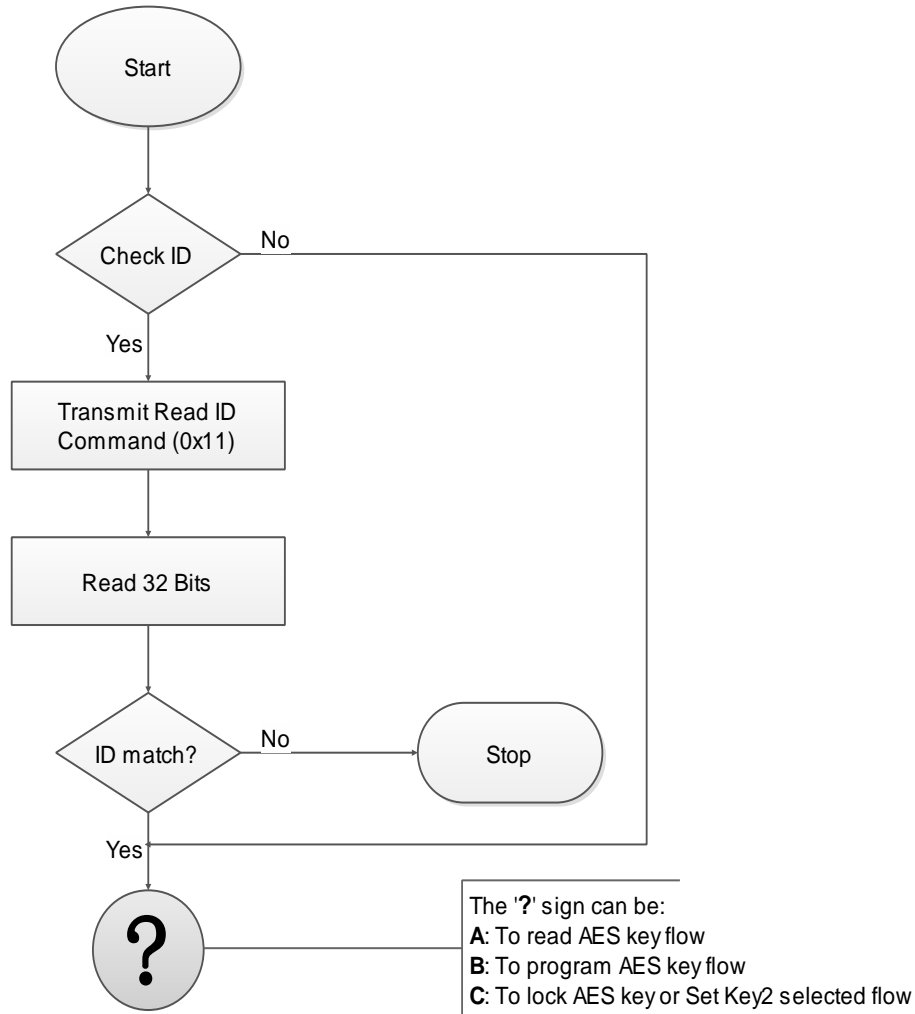 Start
Check ID
No
Yes
Transmit Read ID
Command (0x11)
Read 32 Bits
ID match?
No
Stop
Yes
?
The '?' sign can be:
A: To read AES key flow
B: To program AES key flow
C: To lock AES key or Set Key2 selected flow